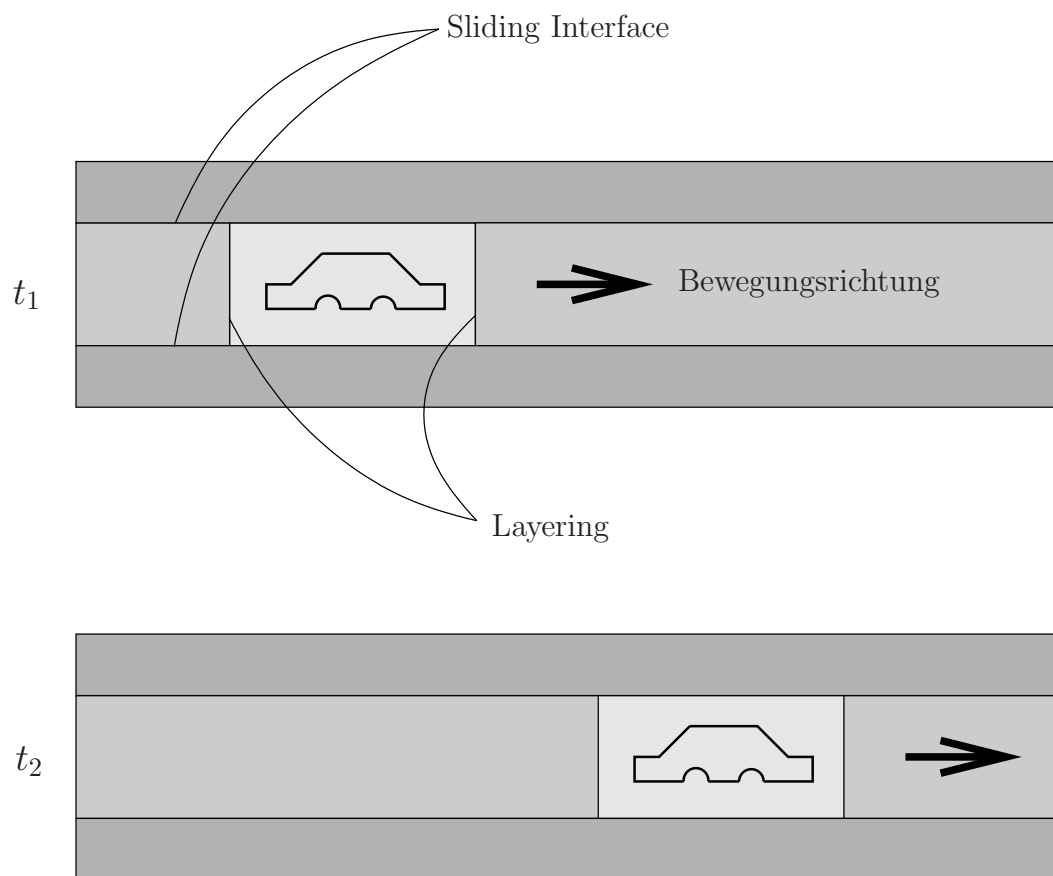 Sliding Interface
t₁
Bewegungsrichtung
Layering
t₂